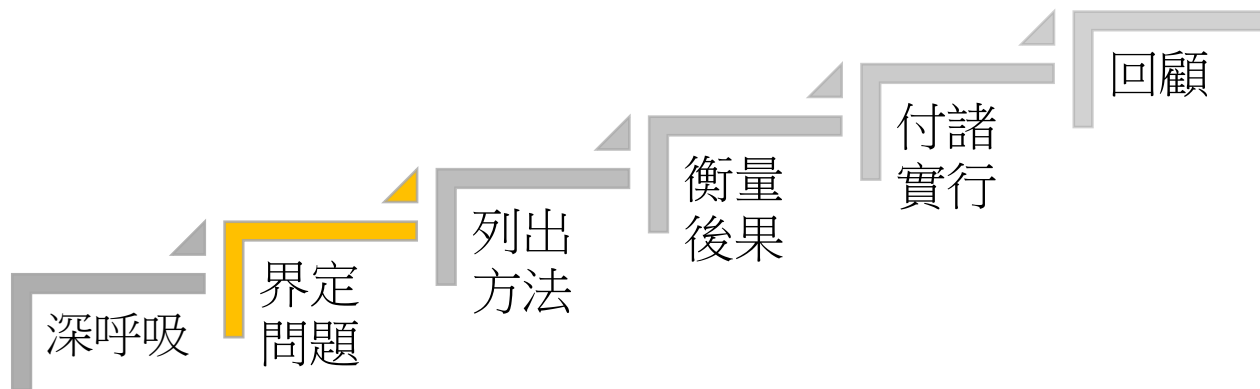 深呼吸
界定
問題
列出
方法
衡量
後果
付諸
實行
回顧